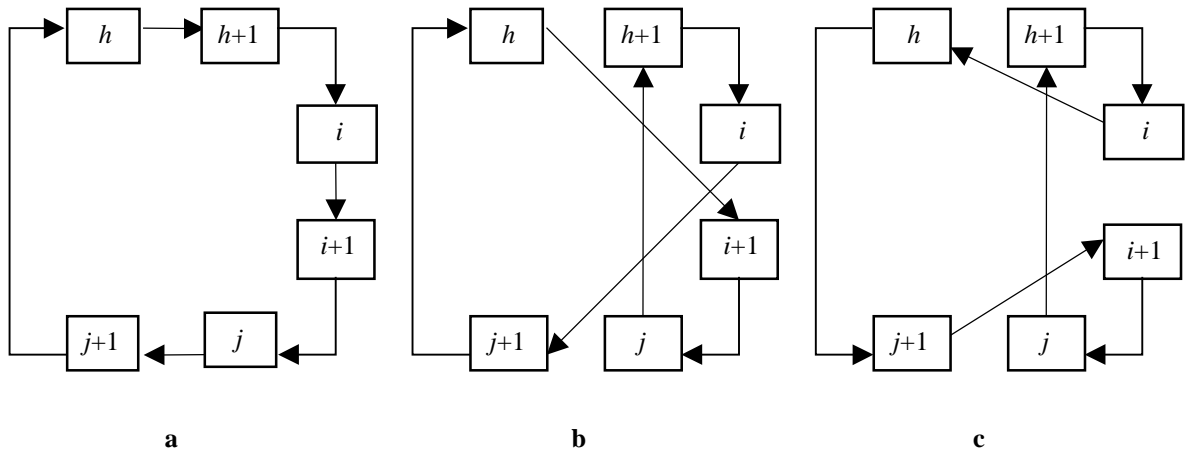 h h+1 h h+1 h h+1
i i i
i+1 i+1 i+1
j+1 j j+1 j j+1 j
a b c